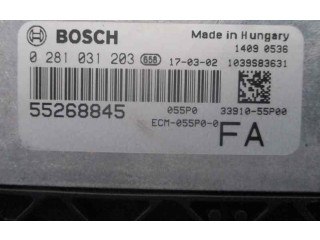 BOSCH
Made in Hungary
1409 0536
0 281 031 203 658 17-03-02 1039S83631
55268845
055P0 33910-55P00
ECM-055P0-0 FA